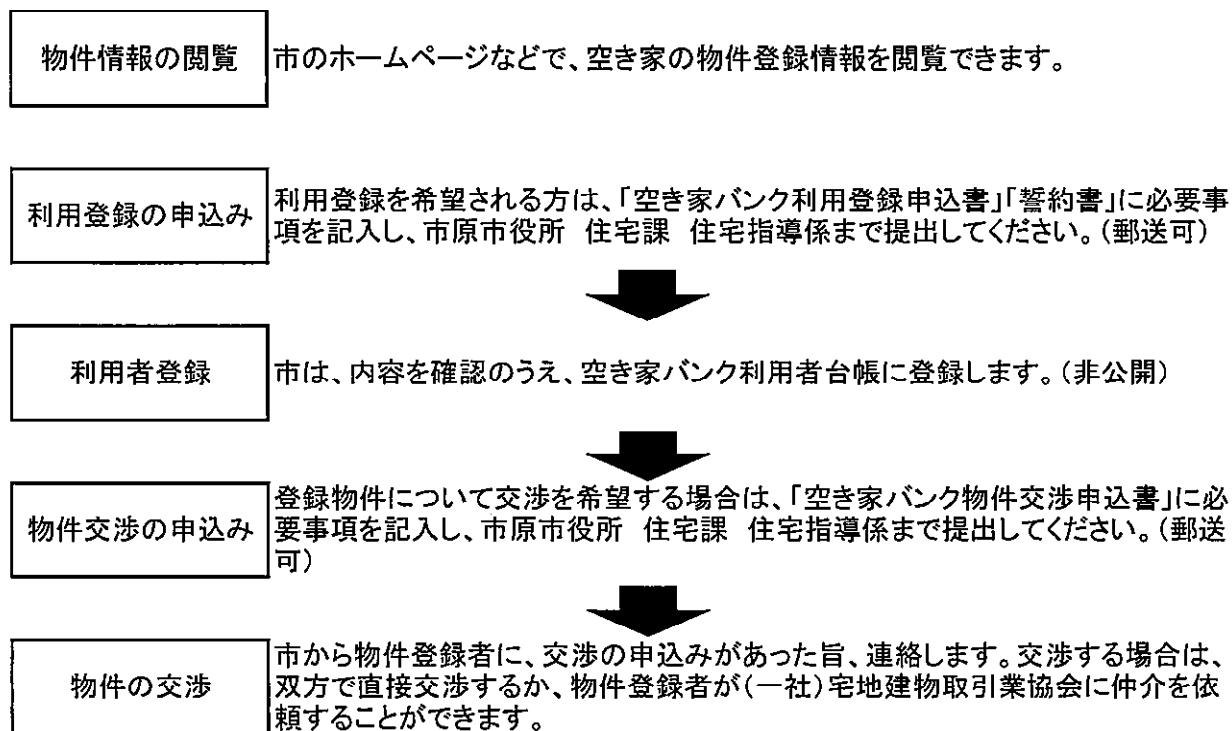 物件情報の閲覧
市のホームページなどで、空き家の物件登録情報を閲覧できます。
利用登録の申込み
利用登録を希望される方は、「空き家バンク利用登録申込書」「誓約書」に必要事
項を記入し、市原市役所 住宅課 住宅指導係まで提出してください。(郵送可)
利用者登録
市は、内容を確認のうえ、空き家バンク利用者台帳に登録します。(非公開)
物件交渉の申込み
登録物件について交渉を希望する場合は、「空き家バンク物件交渉申込書」に必
要事項を記入し、市原市役所 住宅課 住宅指導係まで提出してください。(郵送
可)
物件の交渉
市から物件登録者に、交渉の申込みがあった旨、連絡します。交渉する場合は、
双方で直接交渉するか、物件登録者が(一社)宅地建物取引業協会に仲介を依
頼することができます。